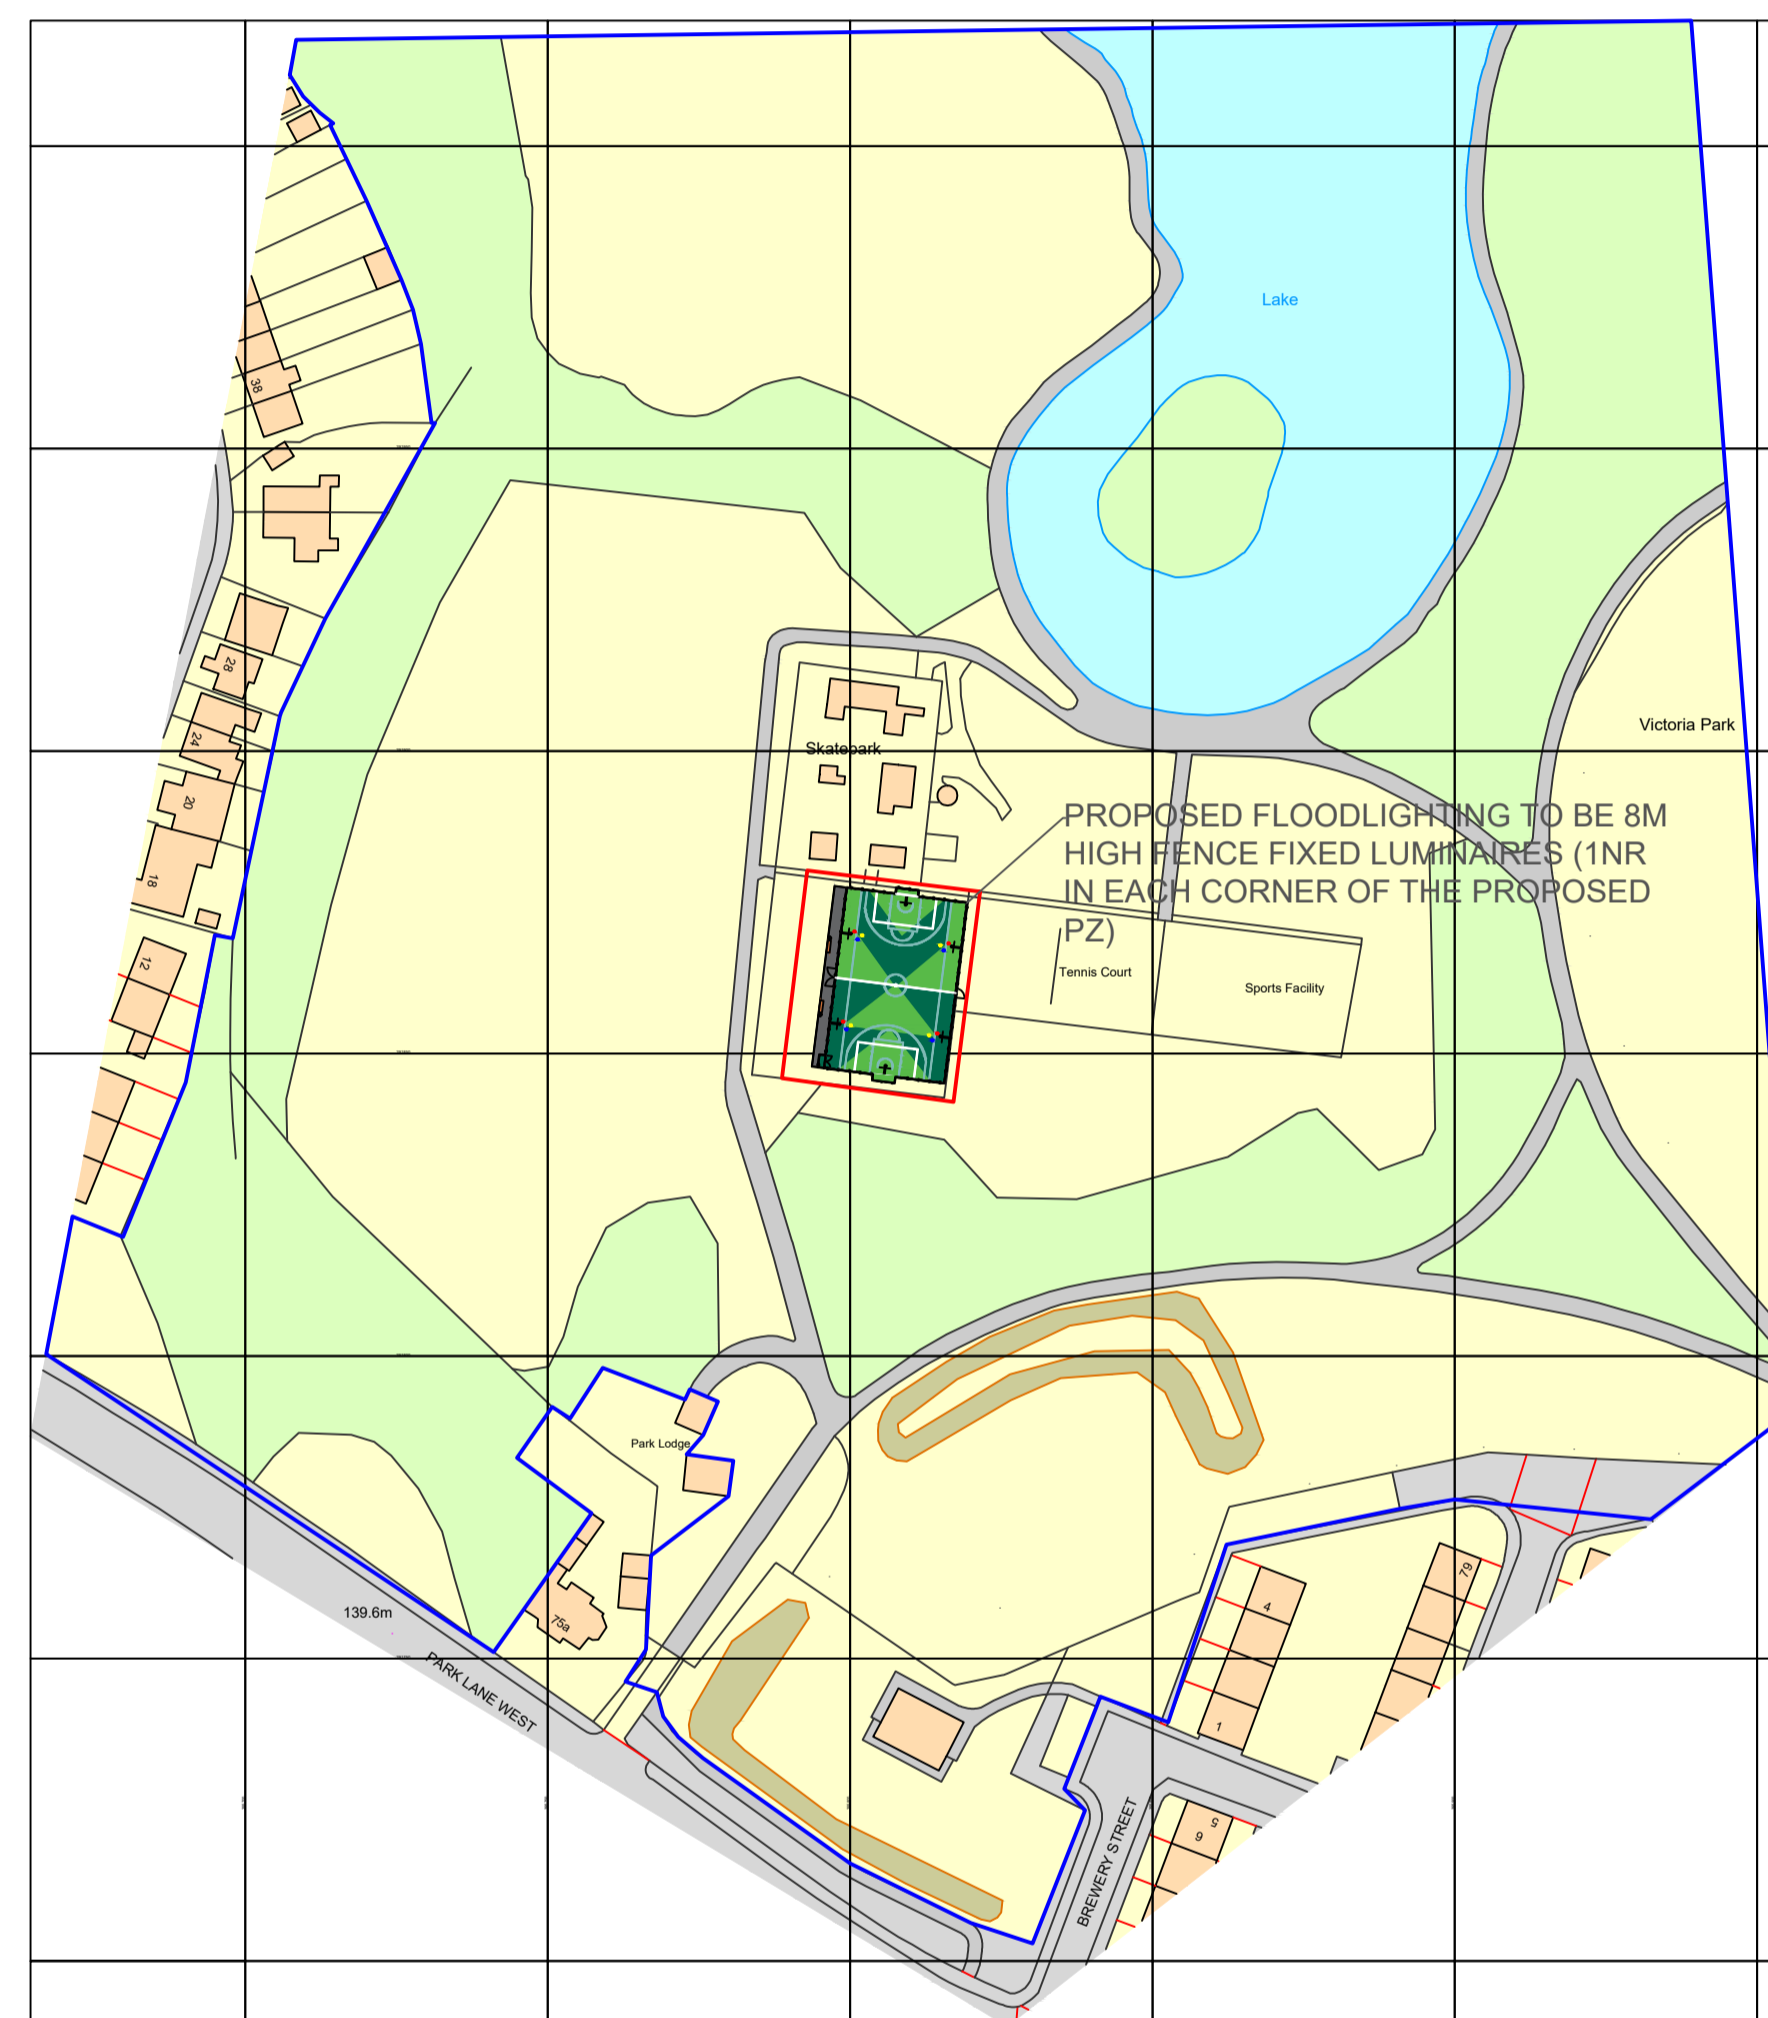 Lake
38
28
Victoria Park
24
Skatepark
20
PROPOSED FLOODLIGHTING TO BE 8M
HIGH FENCE FIXED LUMINAIRES (1NR
IN EACH CORNER OF THE PROPOSED
PZ)
18
12
Tennis Court
Sports Facility
Park Lodge
79
4
139.6m
75a
PARK LANE WEST
1
BREWERY STREET
5
6